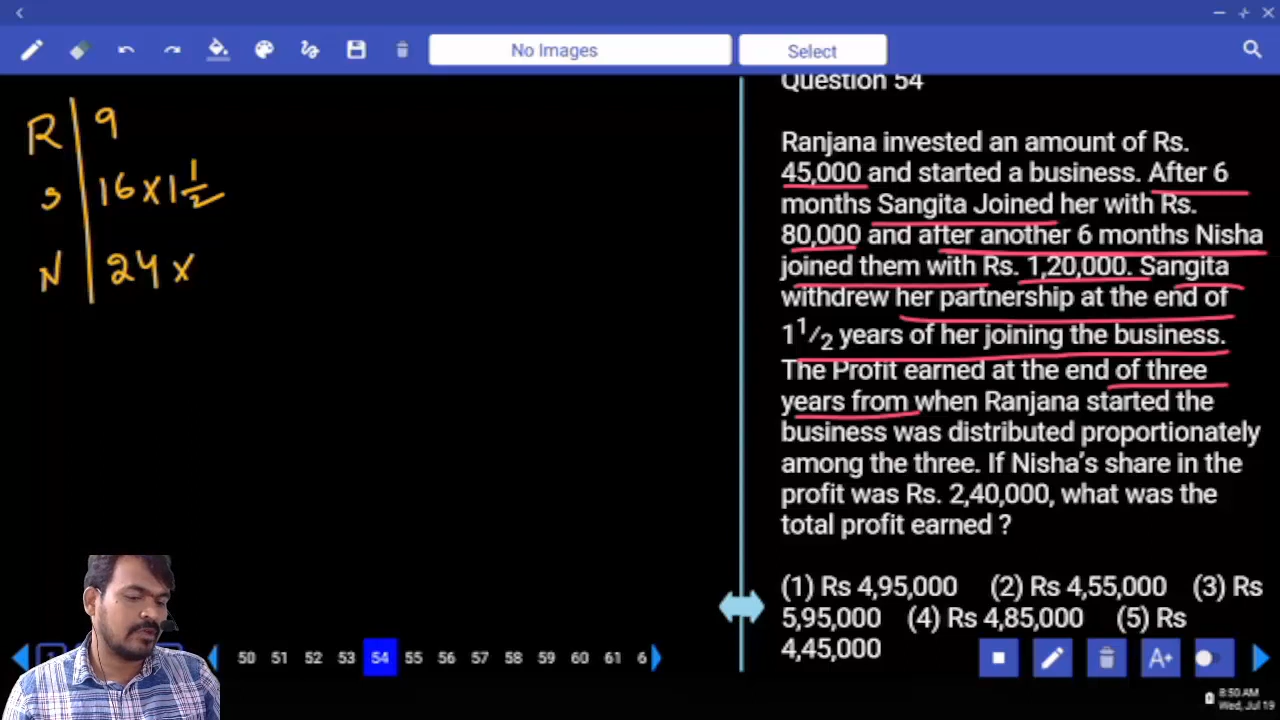 No Images
Select
Question 54
R | 9
S | 16 × 1 1/2
N | 24 ×
Ranjana invested an amount of Rs.
45,000 and started a business. After 6
months Sangita Joined her with Rs.
80,000 and after another 6 months Nisha
joined them with Rs. 1,20,000. Sangita
withdrew her partnership at the end of
1 1/2 years of her joining the business.
The Profit earned at the end of three
years from when Ranjana started the
business was distributed proportionately
among the three. If Nisha's share in the
profit was Rs. 2,40,000, what was the
total profit earned ?
(1) Rs 4,95,000 (2) Rs 4,55,000 (3) Rs
5,95,000 (4) Rs 4,85,000 (5) Rs
4,45,000
50 51 52 53 54 55 56 57 58 59 60 61 6
A+
8:50 AM
Wed, Jul 19